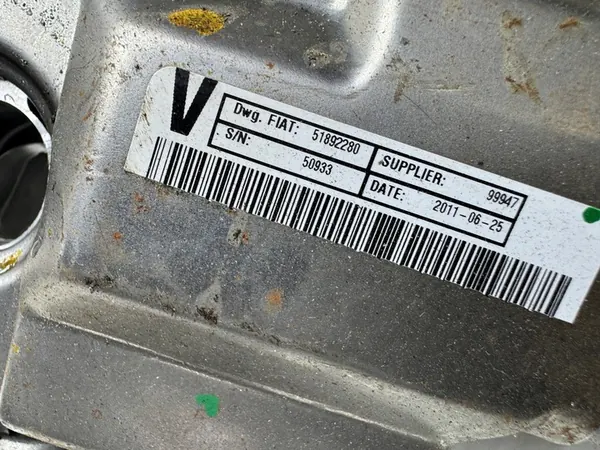 V
Dwg. FIAT: 51892280
SUPPLIER: 99947
S/N: 50933
DATE: 2011-06-25